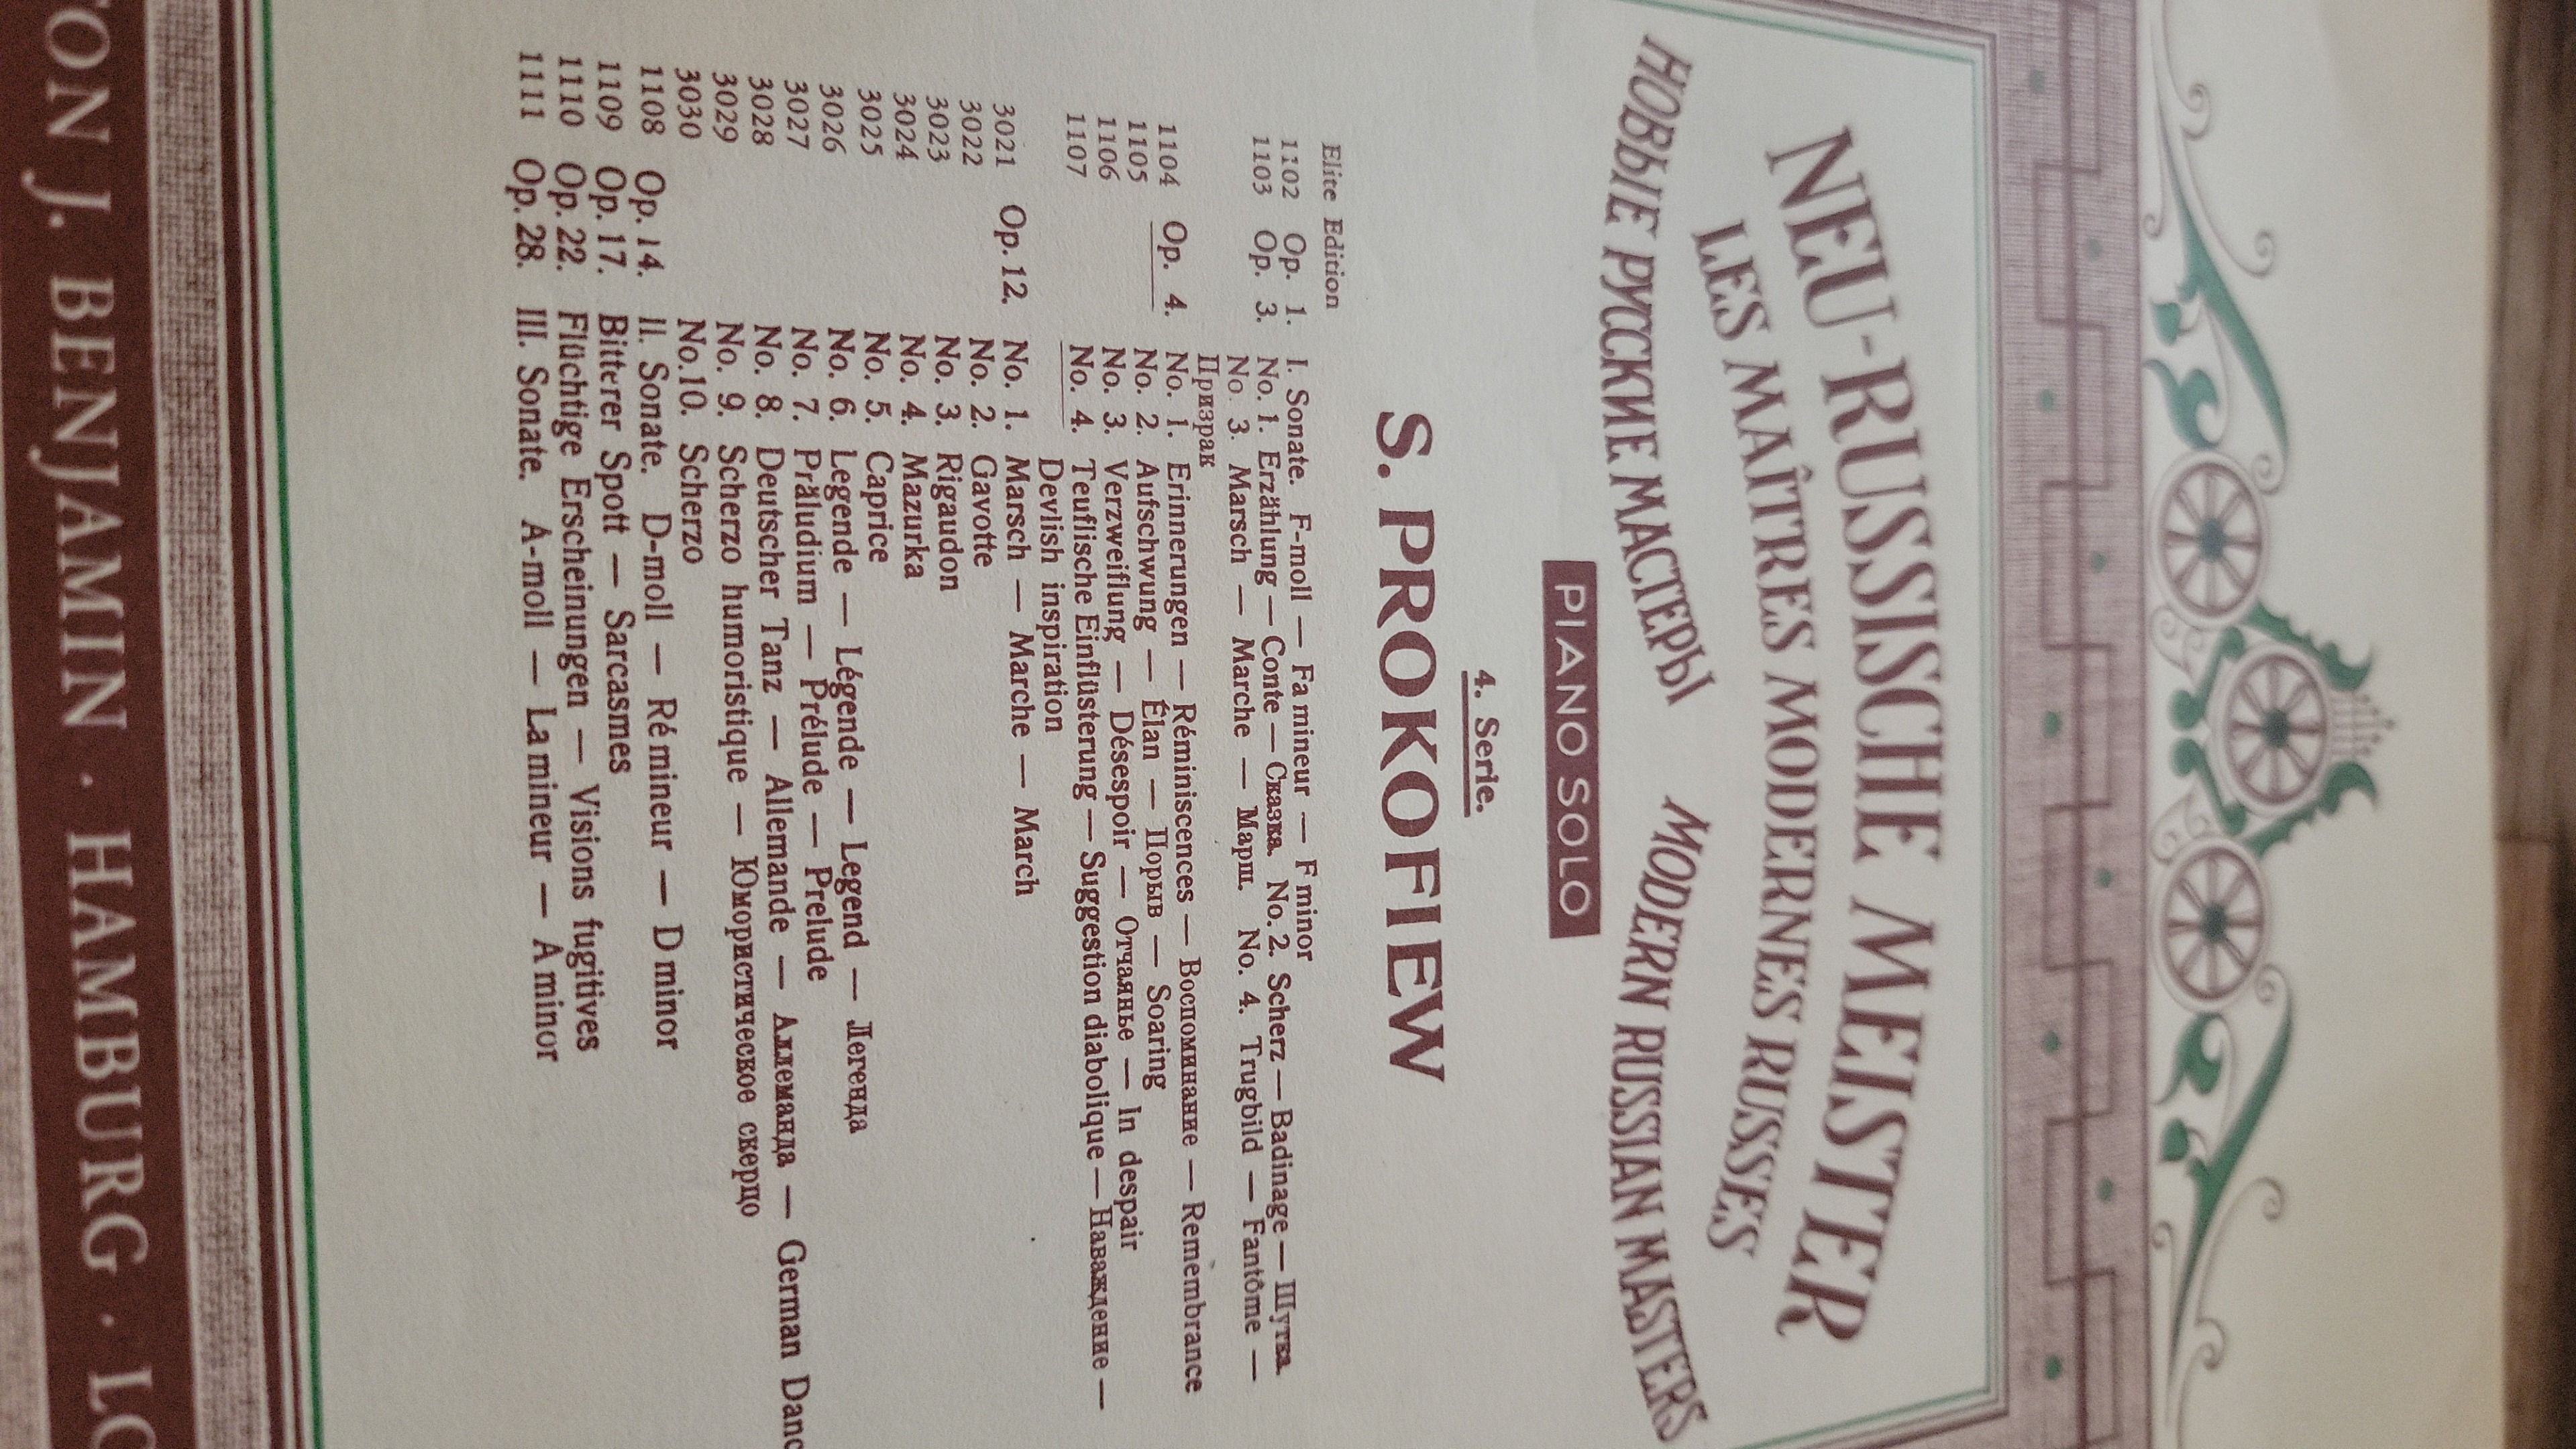 NEU-RUSSISCHE MEISTER
LES MAÎTRES MODERNES RUSSES
НОВЫЕ РУССКИЕ МАСТЕРЫ MODERN RUSSIAN MASTERS
PIANO SOLO
4. Serie.
S. PROKOFIEW
Elite Edition
1102 Op. 1. I. Sonate. F-moll — Fa mineur — F minor
1103 Op. 3. No. 1. Erzählung — Conte — Сказка. No. 2. Scherz — Badinage — Шутка
No. 3. Marsch — Marche — Марш. No. 4. Trugbild — Fantôme —
Призрак
1104 Op. 4. No. 1. Erinnerungen — Réminiscences — Воспоминание — Remembrance
1105 No. 2. Aufschwung — Élan — Порыв — Soaring
1106 No. 3. Verzweiflung — Désespoir — Отчаянье — In despair
1107 No. 4. Teuflische Einflüsterung — Suggestion diabolique — Наваждение —
Devlish inspiration
3021 Op. 12. No. 1. Marsch — Marche — March
3022 No. 2. Gavotte
3023 No. 3. Rigaudon
3024 No. 4. Mazurka
3025 No. 5. Caprice
3026 No. 6. Legende — Légende — Legend — Легенда
3027 No. 7. Präludium — Prélude — Prelude
3028 No. 8. Deutscher Tanz — Allemande — Аллеманда — German Danc
3029 No. 9. Scherzo humoristique — Юмористическое скерцо
3030 No. 10. Scherzo
1108 Op. 14. II. Sonate. D-moll — Ré mineur — D minor
1109 Op. 17. Bitterer Spott — Sarcasmes
1110 Op. 22. Flüchtige Erscheinungen — Visions fugitives
1111 Op. 28. III. Sonate. A-moll — La mineur — A minor
TON J. BENJAMIN · HAMBURG · LO